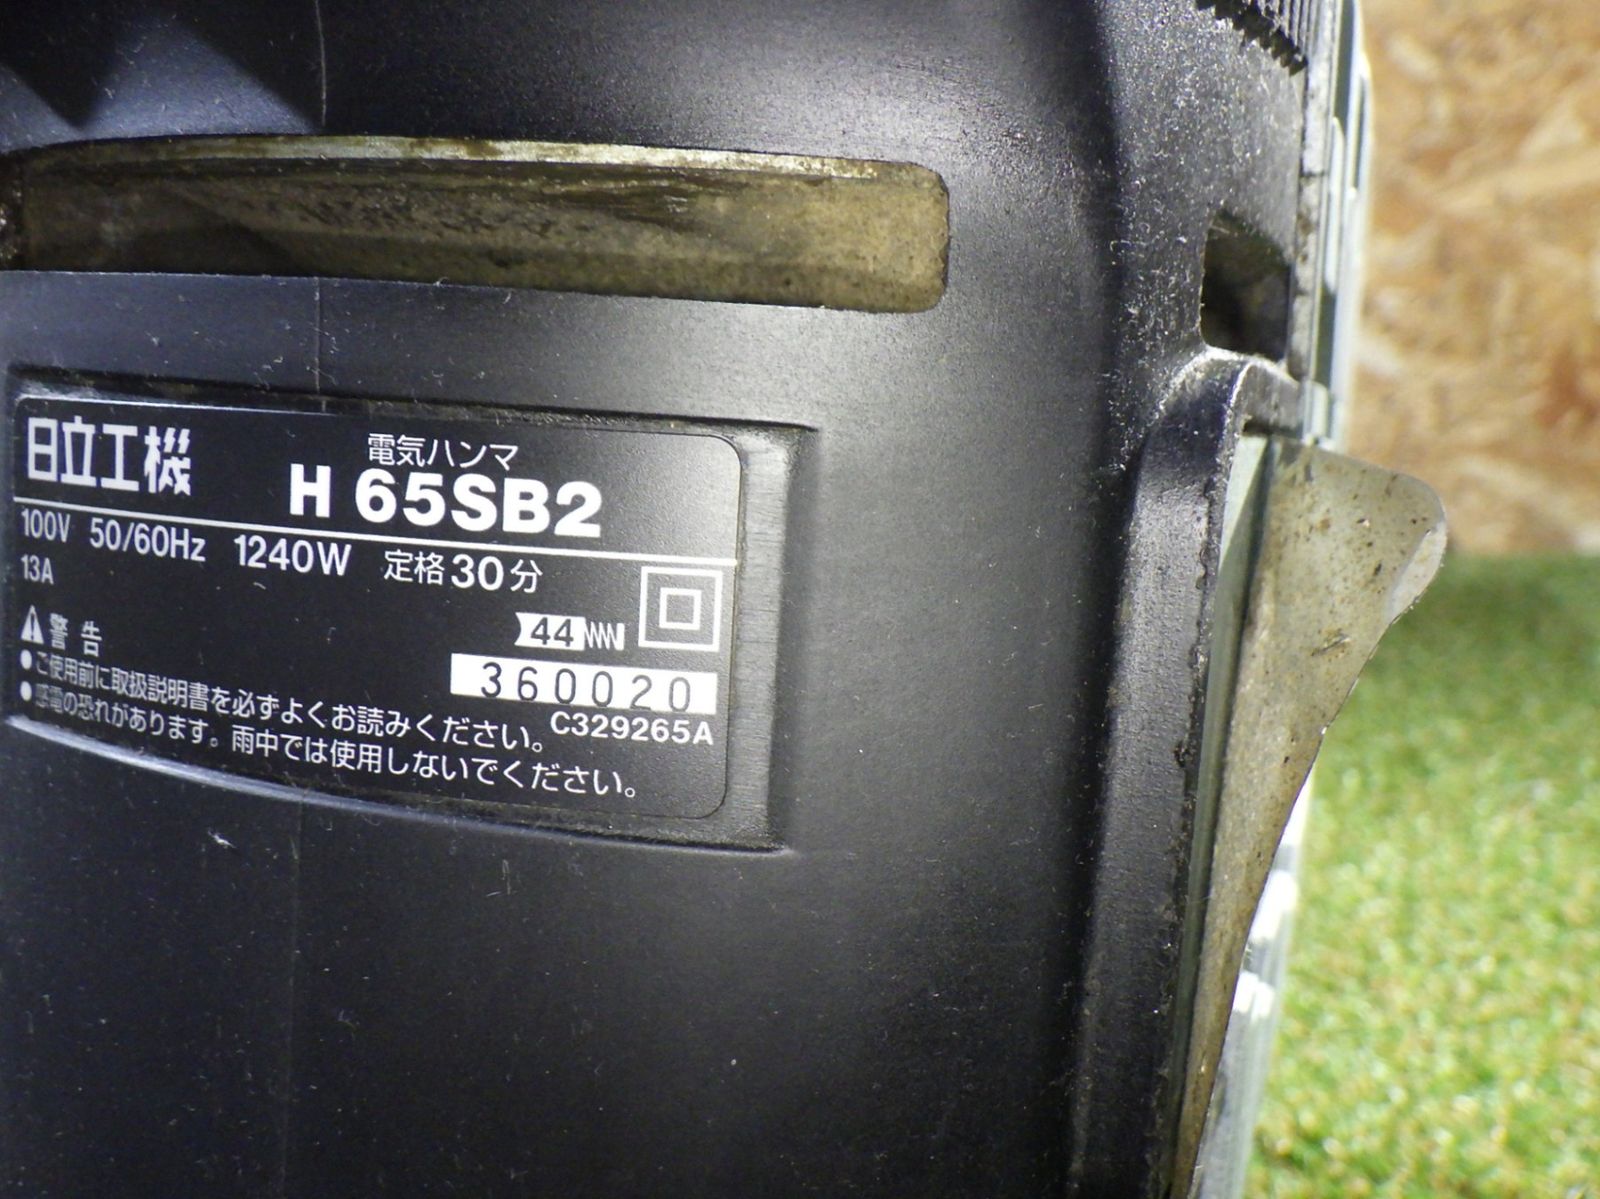 日立工機
電気ハンマ
H 65SB2
100V 50/60Hz 1240W 定格30分
13A
44
警告
360020
C329265A
●ご使用前に取扱説明書を必ずよくお読みください。
●感電の恐れがあります。雨中では使用しないでください。